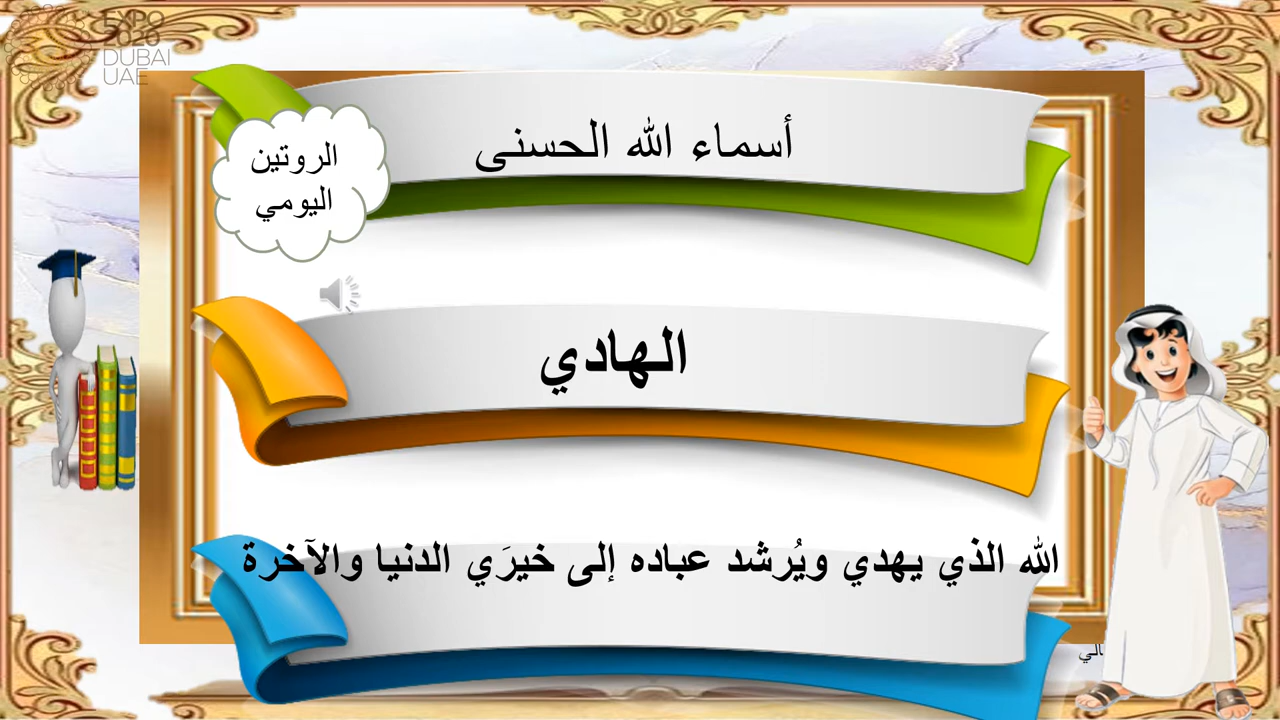 EXPO
2020
DUBAI
UAE
أسماء الله الحسنى
الروتين
اليومي
الهادي
الله الذي يهدي ويُرشد عباده إلى خيرَي الدنيا والآخرة